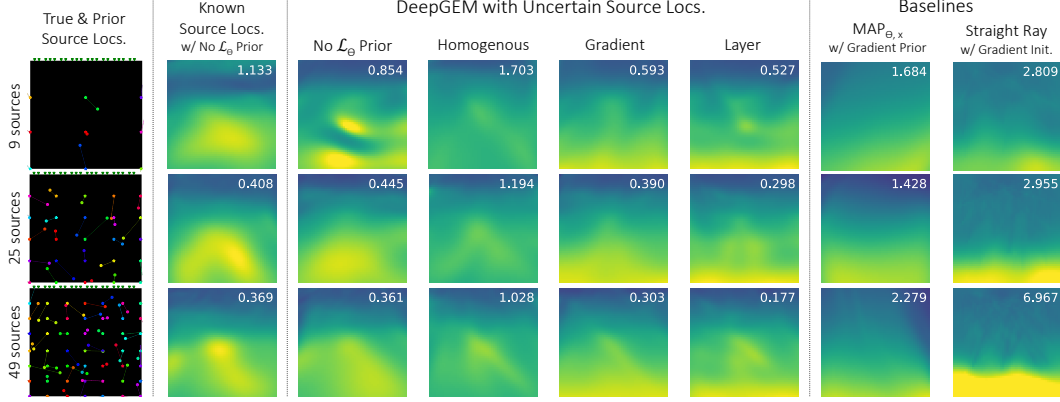 True & Prior
Source Locs.
Known
Source Locs.
w/ No ℒ_Θ Prior
DeepGEM with Uncertain Source Locs.
No ℒ_Θ Prior
Homogenous
Gradient
Layer
Baselines
MAP_Θ, x
w/ Gradient Prior
Straight Ray
w/ Gradient Init.
9 sources
1.133
0.854
1.703
0.593
0.527
1.684
2.809
25 sources
0.408
0.445
1.194
0.390
0.298
1.428
2.955
49 sources
0.369
0.361
1.028
0.303
0.177
2.279
6.967